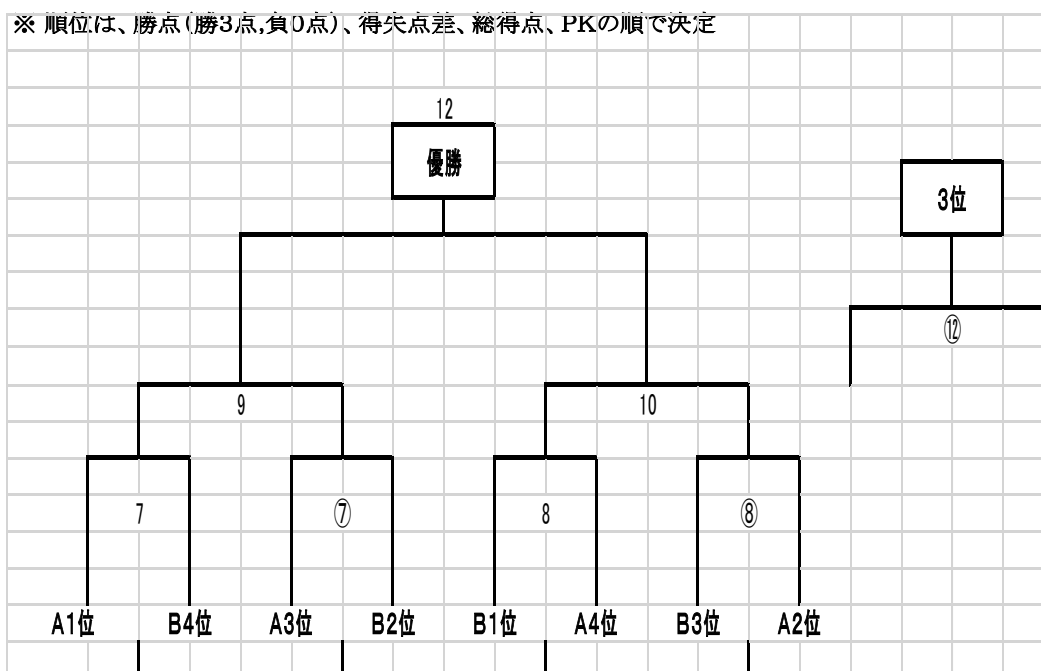 ※ 順位は、勝点(勝3点,負0点)、得失点差、総得点、PKの順で決定
12
優勝
3位
⑫
9
10
7
⑦
8
⑧
A1位 B4位 A3位 B2位 B1位 A4位 B3位 A2位